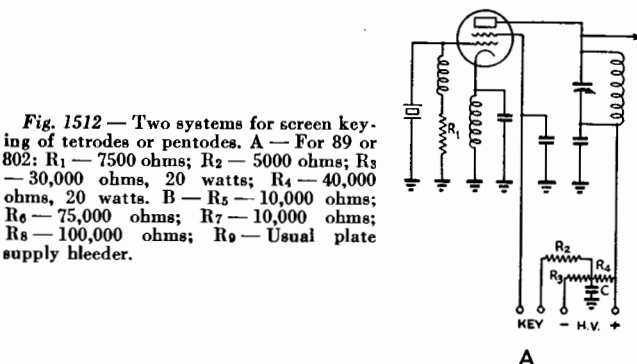 Fig. 1512 — Two systems for screen key-
ing of tetrodes or pentodes. A — For 89 or
802: R₁ — 7500 ohms; R₂ — 5000 ohms; R₃
— 30,000 ohms, 20 watts; R₄ — 40,000
ohms, 20 watts. B — R₅ — 10,000 ohms;
R₆ — 75,000 ohms; R₇ — 10,000 ohms;
R₈ — 100,000 ohms; R₉ — Usual plate
supply bleeder.
R₁
R₂
R₃
R₄
C
KEY − H.V. +
A